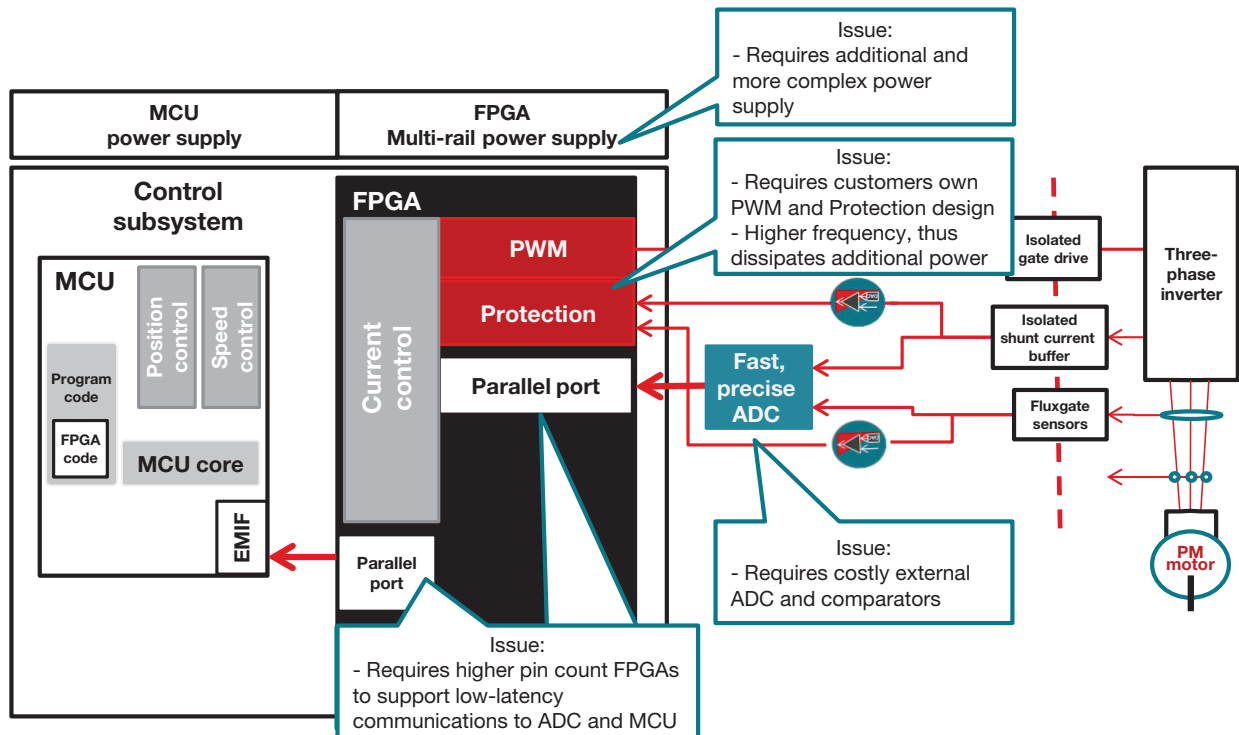 Issue:
- Requires additional and
more complex power
supply
MCU
power supply
FPGA
Multi-rail power supply
Issue:
- Requires customers own
PWM and Protection design
- Higher frequency, thus
dissipates additional power
Control
subsystem
MCU
Position
control
Speed
control
Program
code
FPGA
code
MCU core
EMIF
FPGA
Current
control
PWM
Protection
Parallel port
Parallel
port
Fast,
precise
ADC
Isolated
gate drive
Isolated
shunt current
buffer
Fluxgate
sensors
Three-
phase
inverter
PM
motor
Issue:
- Requires costly external
ADC and comparators
Issue:
- Requires higher pin count FPGAs
to support low-latency
communications to ADC and MCU